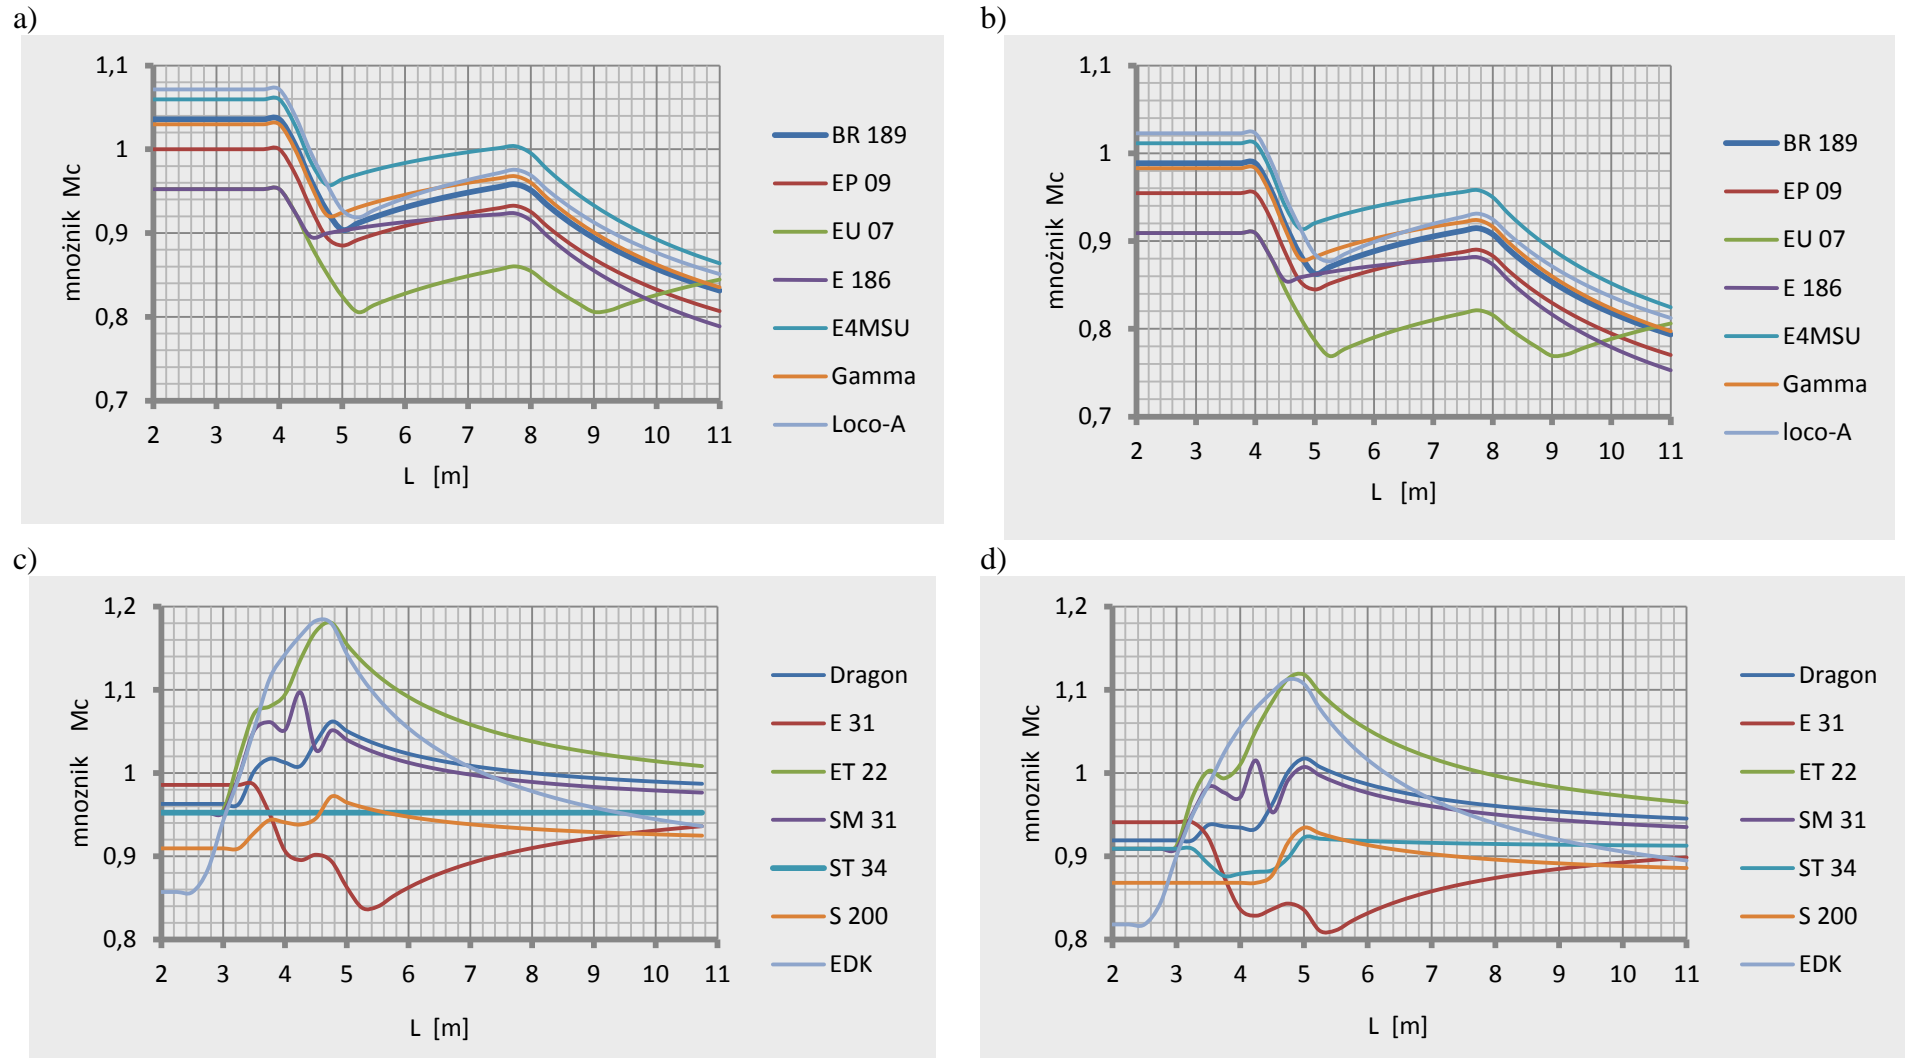 a)
1,1
1
0,9
0,8
0,7
mnożnik Mc
2 3 4 5 6 7 8 9 10 11
L [m]
BR 189
EP 09
EU 07
E 186
E4MSU
Gamma
Loco-A
b)
1,1
1
0,9
0,8
0,7
mnożnik Mc
2 3 4 5 6 7 8 9 10 11
L [m]
BR 189
EP 09
EU 07
E 186
E4MSU
Gamma
loco-A
c)
1,2
1,1
1
0,9
0,8
mnoznik Mc
2 3 4 5 6 7 8 9 10 11
L [m]
Dragon
E 31
ET 22
SM 31
ST 34
S 200
EDK
d)
1,2
1,1
1
0,9
0,8
mnoznik Mc
2 3 4 5 6 7 8 9 10 11
L [m]
Dragon
E 31
ET 22
SM 31
ST 34
S 200
EDK